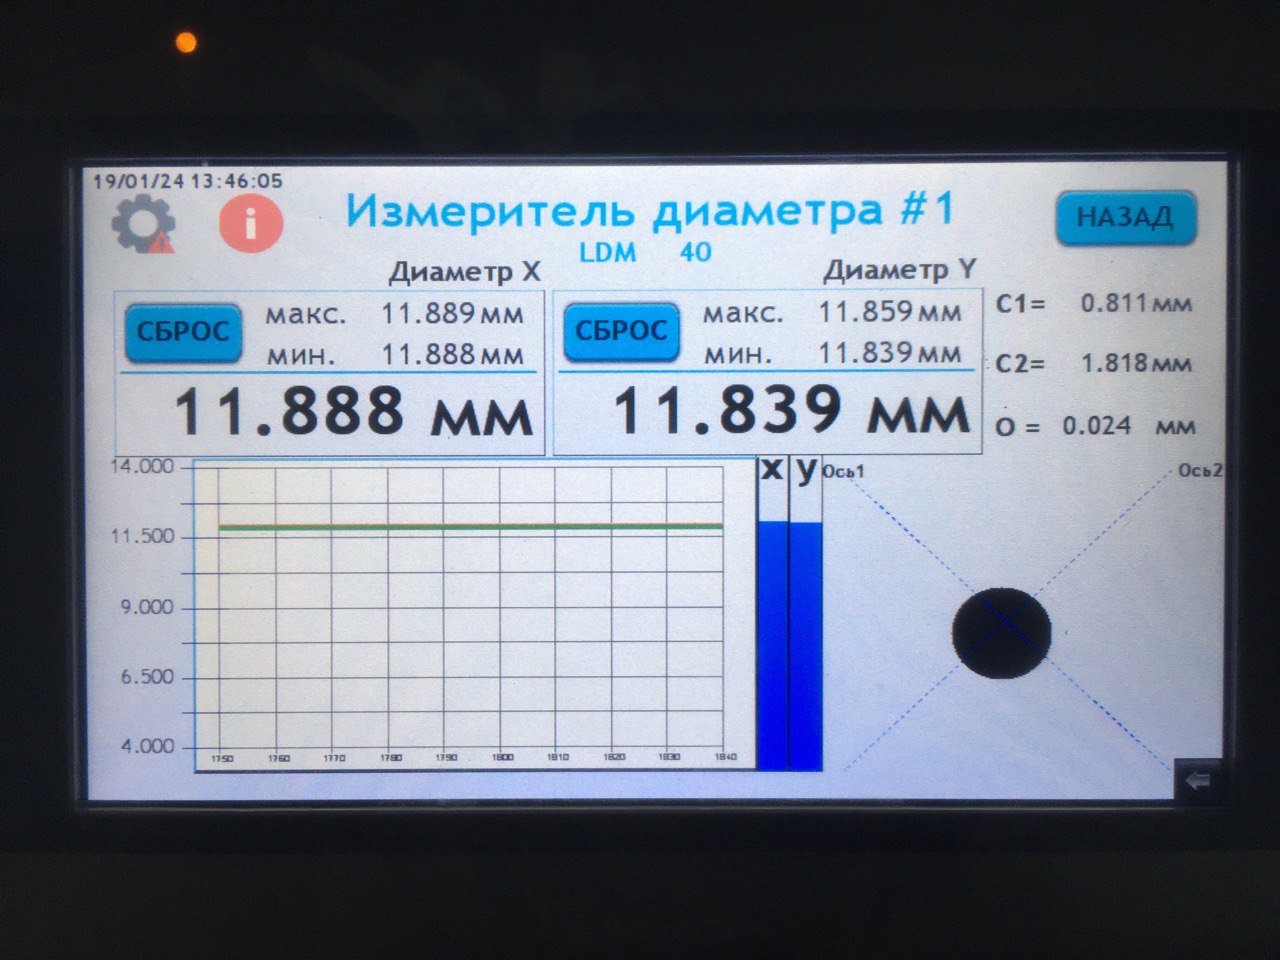 19/01/24 13:46:05
i
Измеритель диаметра #1
НАЗАД
LDM 40
Диаметр X
Диаметр Y
СБРОС
макс. 11.889 мм
мин. 11.888 мм
11.888 мм
СБРОС
макс. 11.859 мм
мин. 11.839 мм
11.839 мм
C1= 0.811 мм
C2= 1.818 мм
O = 0.024 мм
14.000
11.500
9.000
6.500
4.000
1750 1760 1770 1780 1790 1800 1810 1820 1830 1840
x y
Ось1
Ось2